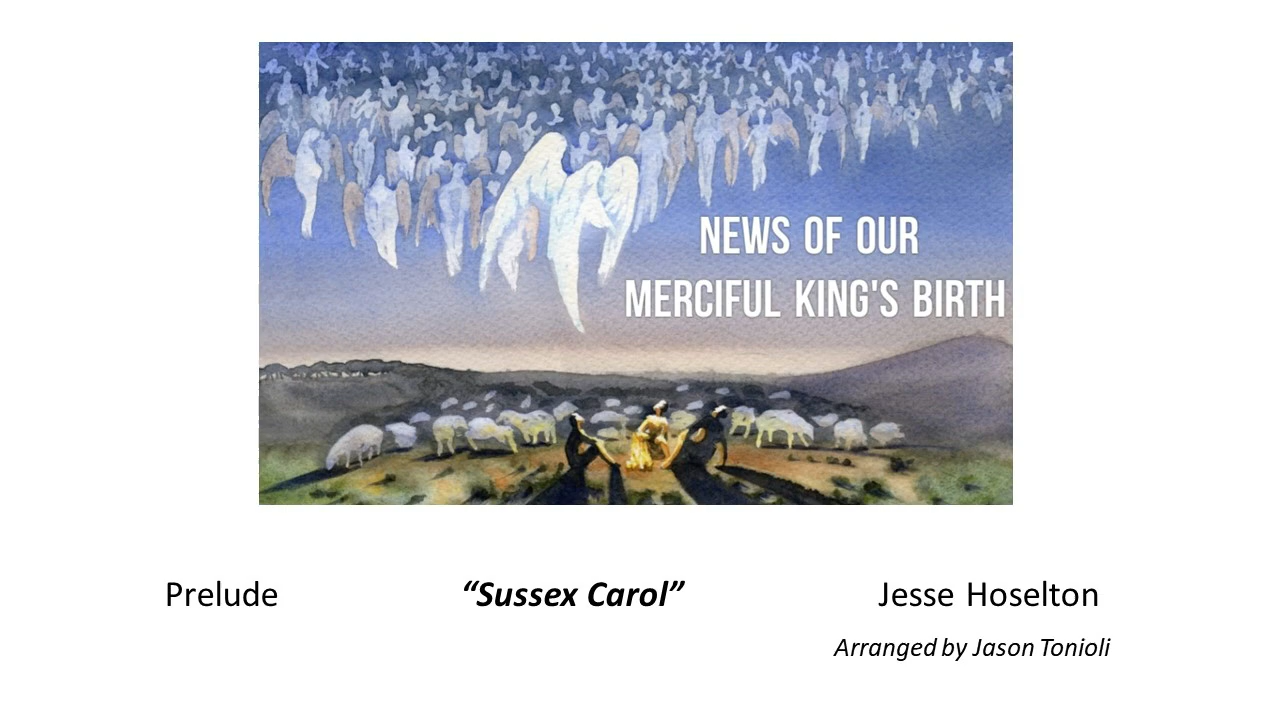 NEWS OF OUR
MERCIFUL KING'S BIRTH
Prelude “Sussex Carol” Jesse Hoselton
Arranged by Jason Tonioli